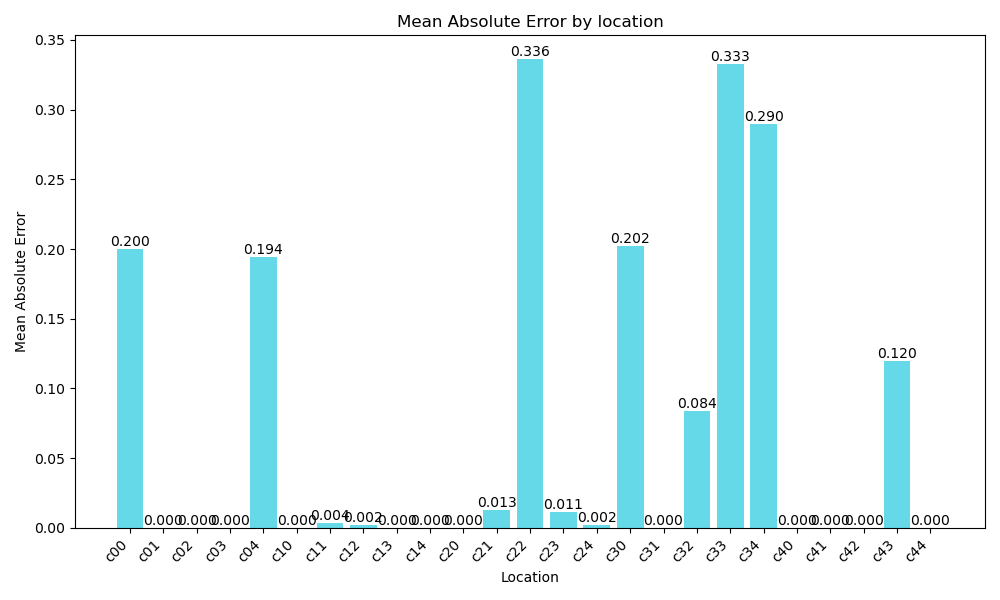 Mean Absolute Error by location
Mean Absolute Error
0.35
0.30
0.25
0.20
0.15
0.10
0.05
0.00
0.200
0.000
0.000
0.000
0.194
0.000
0.004
0.002
0.000
0.000
0.000
0.013
0.336
0.011
0.002
0.202
0.000
0.084
0.333
0.290
0.000
0.000
0.000
0.120
0.000
c00
c01
c02
c03
c04
c10
c11
c12
c13
c14
c20
c21
c22
c23
c24
c30
c31
c32
c33
c34
c40
c41
c42
c43
c44
Location